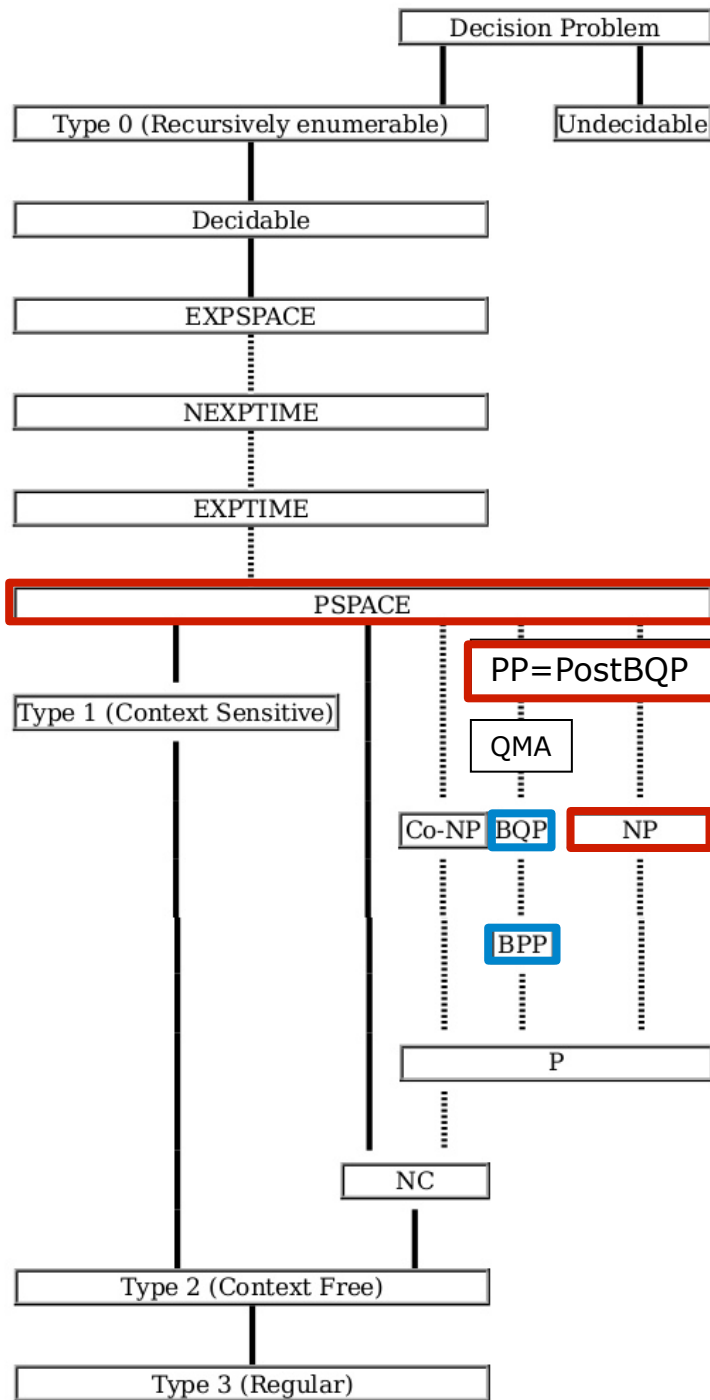 Decision Problem
Type 0 (Recursively enumerable)
Undecidable
Decidable
EXPSPACE
NEXPTIME
EXPTIME
PSPACE
PP=PostBQP
Type 1 (Context Sensitive)
QMA
Co-NP
BQP
NP
BPP
P
NC
Type 2 (Context Free)
Type 3 (Regular)